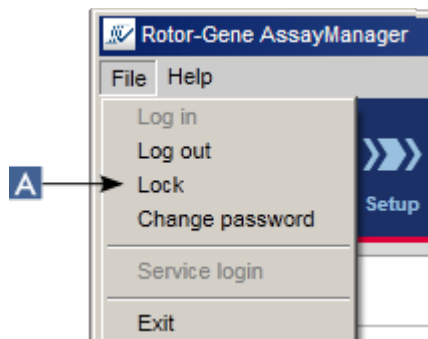 Rotor-Gene AssayManager
File Help
Log in
Log out
A Lock
Setup
Change password
Service login
Exit